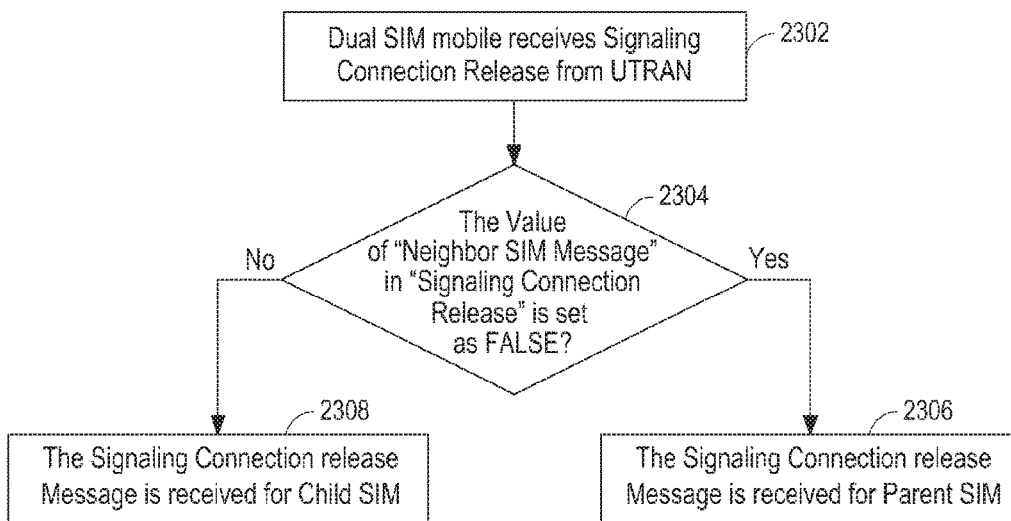 Dual SIM mobile receives Signaling
Connection Release from UTRAN
2302
2304
The Value
of “Neighbor SIM Message”
in “Signaling Connection
Release” is set
as FALSE?
No
Yes
2308
The Signaling Connection release
Message is received for Child SIM
2306
The Signaling Connection release
Message is received for Parent SIM